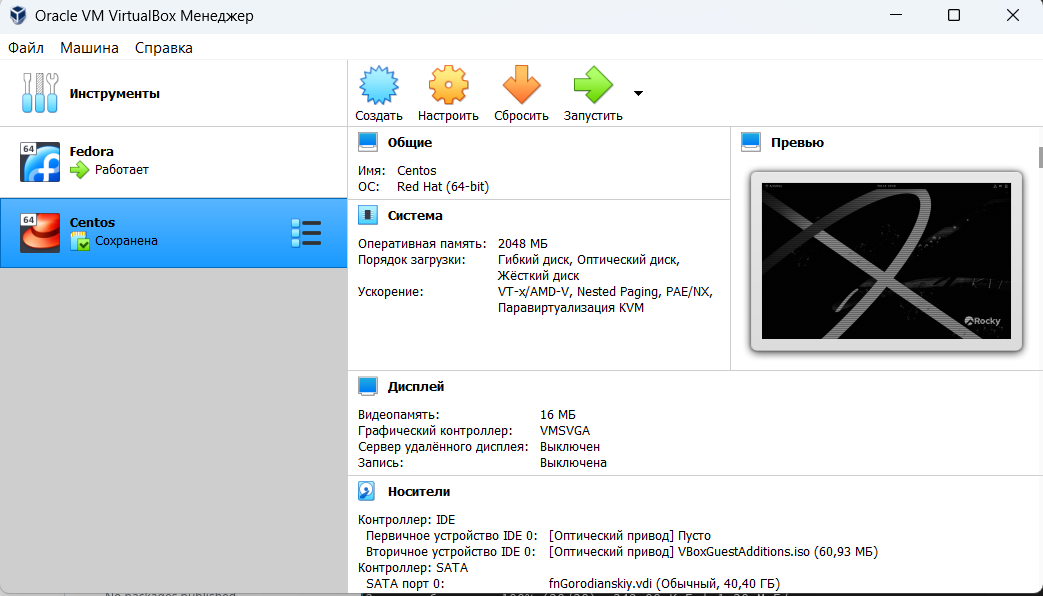 Oracle VM VirtualBox Менеджер
Файл Машина Справка
Инструменты
Создать Настроить Сбросить Запустить
64
Fedora
Работает
64
Centos
Сохранена
Общие
Имя: Centos
ОС: Red Hat (64-bit)
Система
Оперативная память: 2048 МБ
Порядок загрузки: Гибкий диск, Оптический диск,
Жёсткий диск
Ускорение: VT-x/AMD-V, Nested Paging, PAE/NX,
Паравиртуализация KVM
Превью
Rocky
Дисплей
Видеопамять: 16 МБ
Графический контроллер: VMSVGA
Сервер удалённого дисплея: Выключен
Запись: Выключена
Носители
Контроллер: IDE
Первичное устройство IDE 0: [Оптический привод] Пусто
Вторичное устройство IDE 0: [Оптический привод] VBoxGuestAdditions.iso (60,93 МБ)
Контроллер: SATA
SATA порт 0: fnGorodianskiy.vdi (Обычный, 40,40 ГБ)